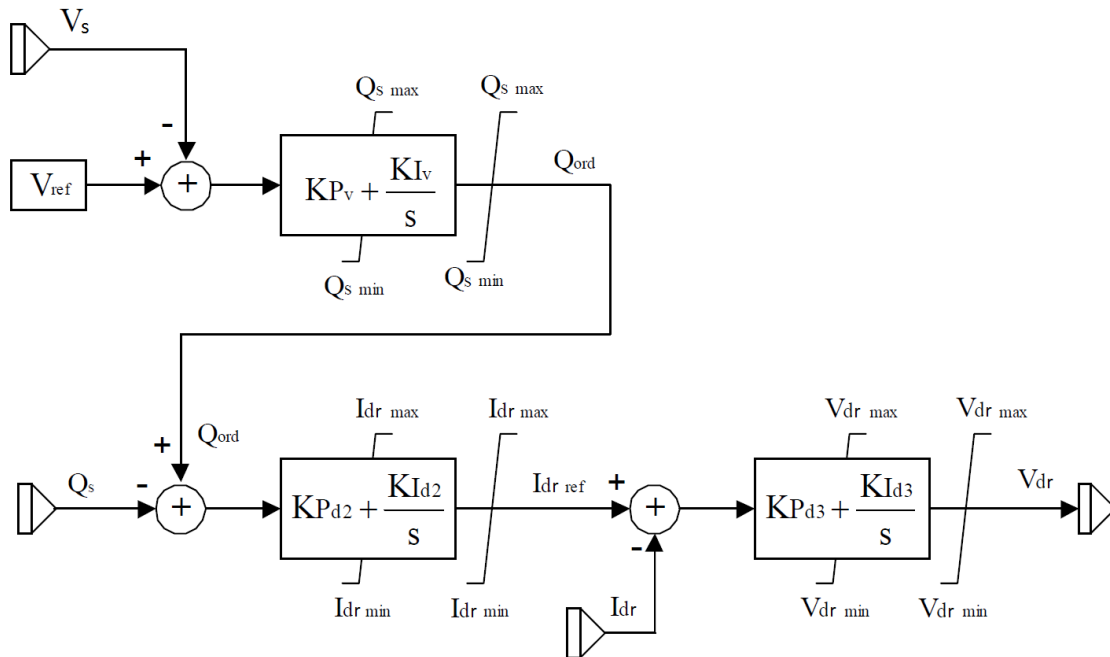 Vs
Qs max
Qs max
-
+
Vref
+
KPv + KIv/s
Qord
Qs min
Qs min
Idr max
Idr max
Vdr max
Vdr max
+
Qord
Qs
-
+
KPd2 + KId2/s
Idr ref
+
+
KPd3 + KId3/s
Vdr
-
Idr min
Idr min
Idr
Vdr min
Vdr min